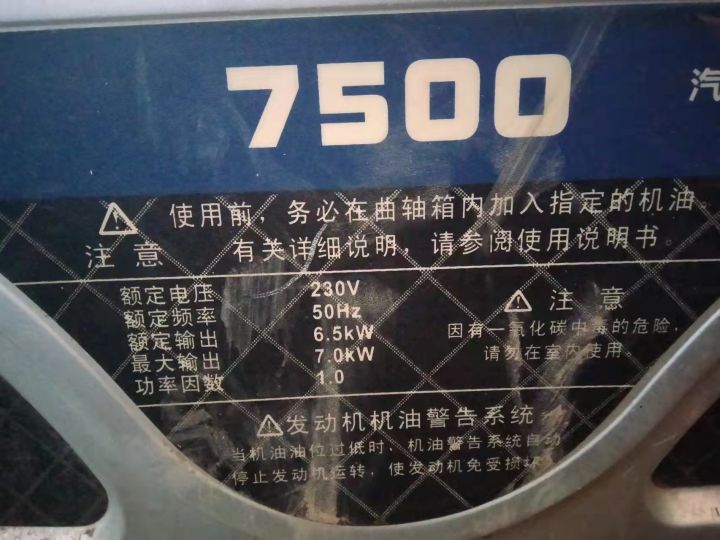 7500
汽
使用前，务必在曲轴箱内加入指定的机油。
注 意 有关详细说明，请参阅使用说明书。
额定电压 230V
额定频率 50Hz
额定输出 6.5kW
最大输出 7.0kW
功率因数 1.0
注 意
因有一氧化碳中毒的危险，
请勿在室内使用。
发动机机油警告系统
当机油油位过低时、机油警告系统自动
停止发动机运转，使发动机免受损坏